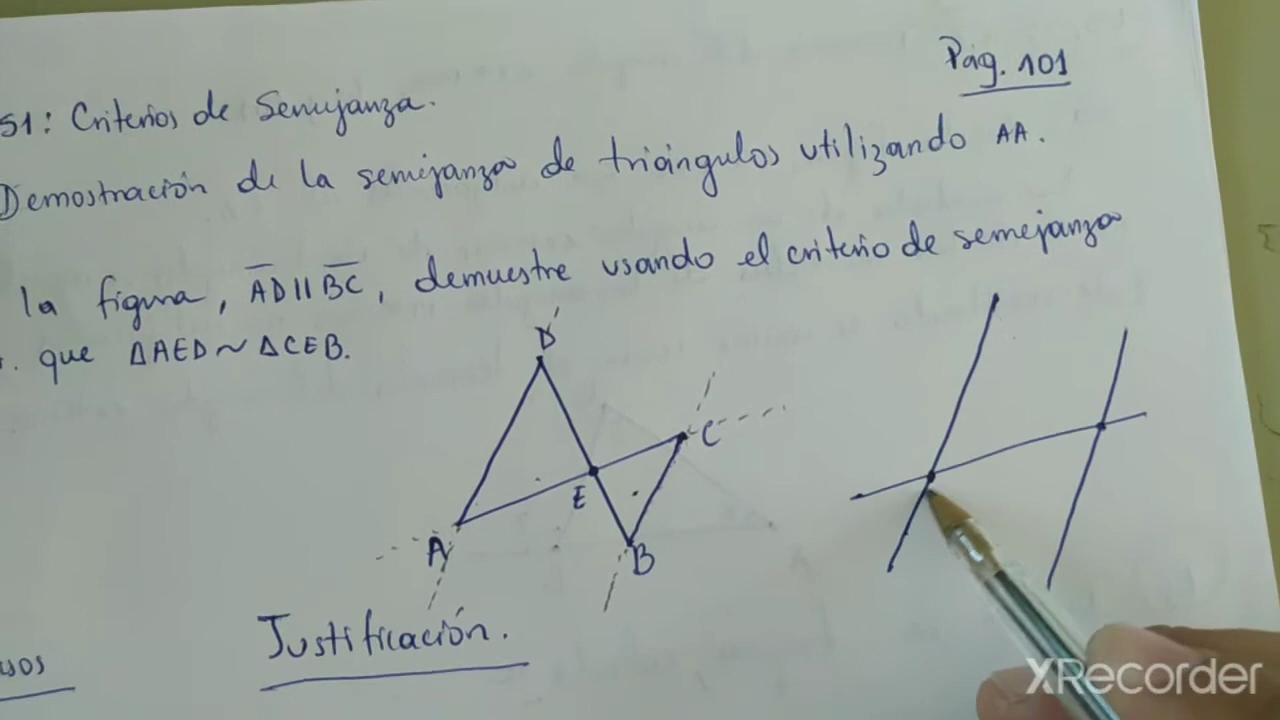 Pág. 101
51: Criterios de Semejanza.
Demostración de la semejanza de triángulos utilizando AA.
la figura, AD || BC, demuestre usando el criterio de semejanza
que ΔAED ~ ΔCEB.
D
C
E
A
B
Justificación.
XRecorder